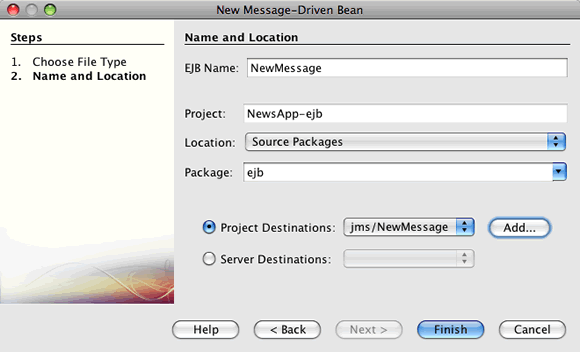 New Message-Driven Bean
Steps
1. Choose File Type
2. Name and Location
Name and Location
EJB Name: NewMessage
Project: NewsApp-ejb
Location: Source Packages
Package: ejb
Project Destinations: jms/NewMessage Add...
Server Destinations:
Help < Back Next > Finish Cancel